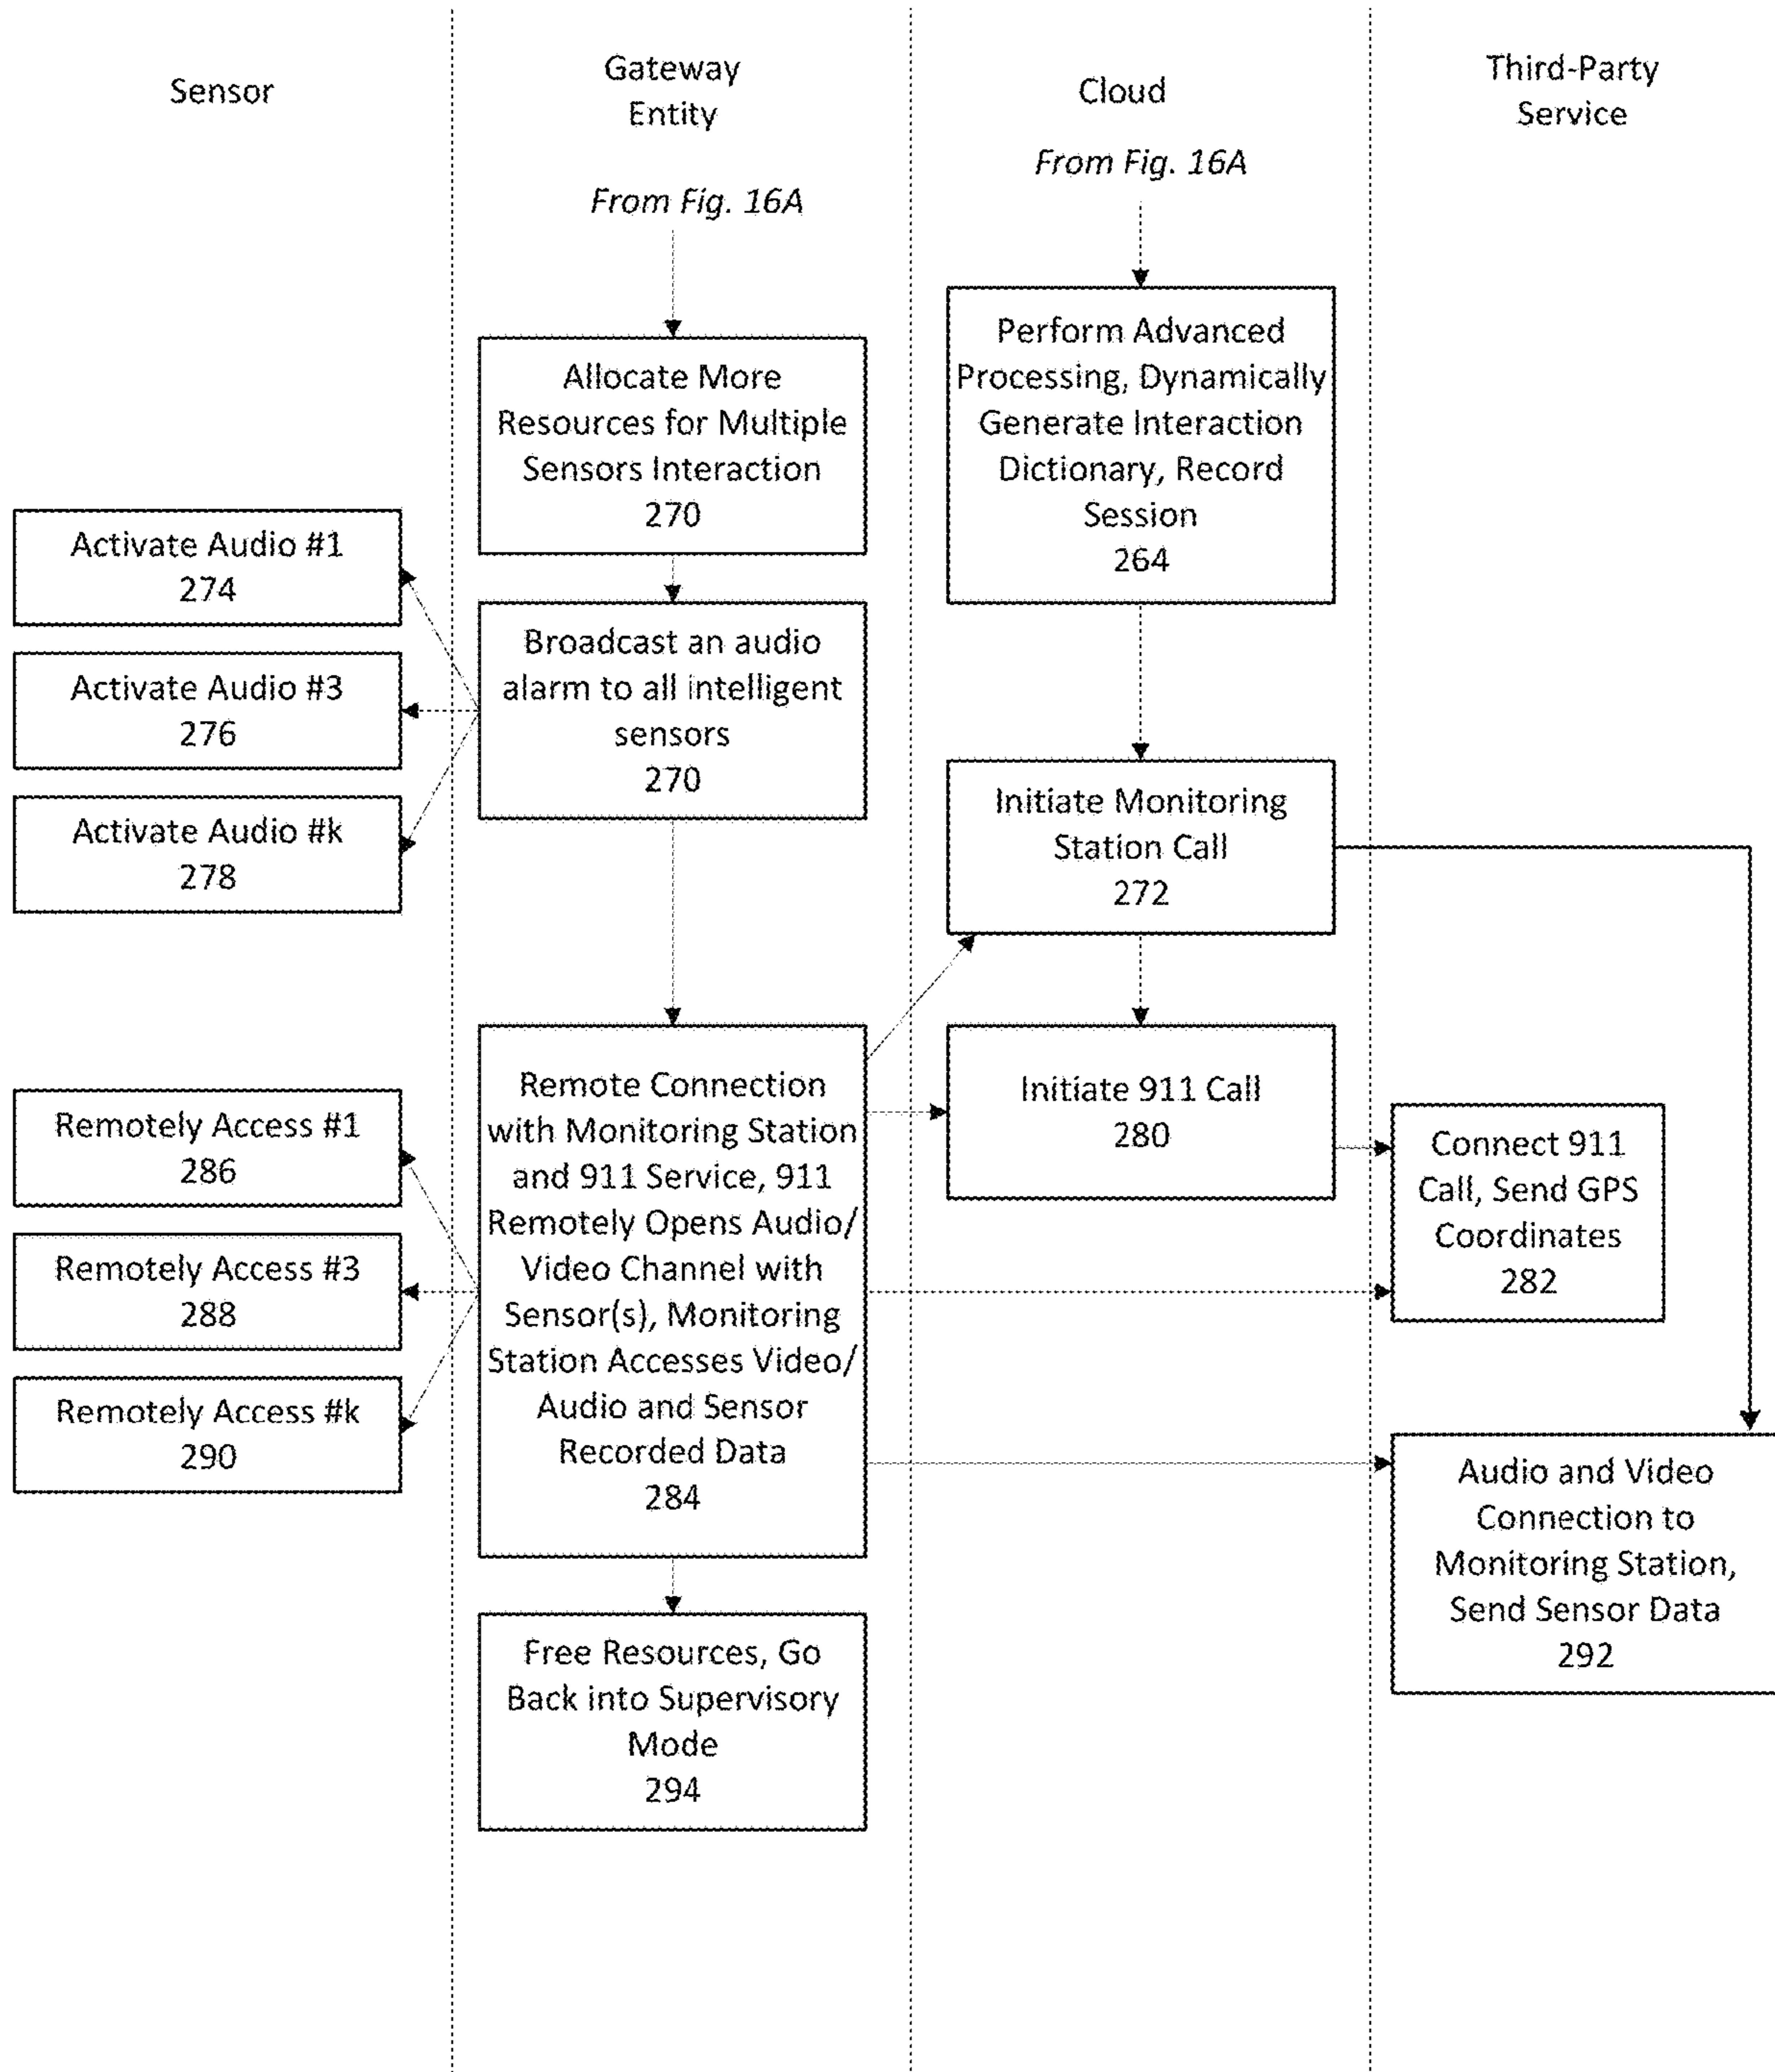 Sensor
Gateway
Entity
Cloud
Third-Party
Service
From Fig. 16A
From Fig. 16A
Allocate More
Resources for Multiple
Sensors Interaction
270
Perform Advanced
Processing, Dynamically
Generate Interaction
Dictionary, Record
Session
264
Activate Audio #1
274
Activate Audio #3
276
Activate Audio #k
278
Broadcast an audio
alarm to all intelligent
sensors
270
Initiate Monitoring
Station Call
272
Remotely Access #1
286
Remotely Access #3
288
Remotely Access #k
290
Remote Connection
with Monitoring Station
and 911 Service, 911
Remotely Opens Audio/
Video Channel with
Sensor(s), Monitoring
Station Accesses Video/
Audio and Sensor
Recorded Data
284
Initiate 911 Call
280
Connect 911
Call, Send GPS
Coordinates
282
Audio and Video
Connection to
Monitoring Station,
Send Sensor Data
292
Free Resources, Go
Back into Supervisory
Mode
294